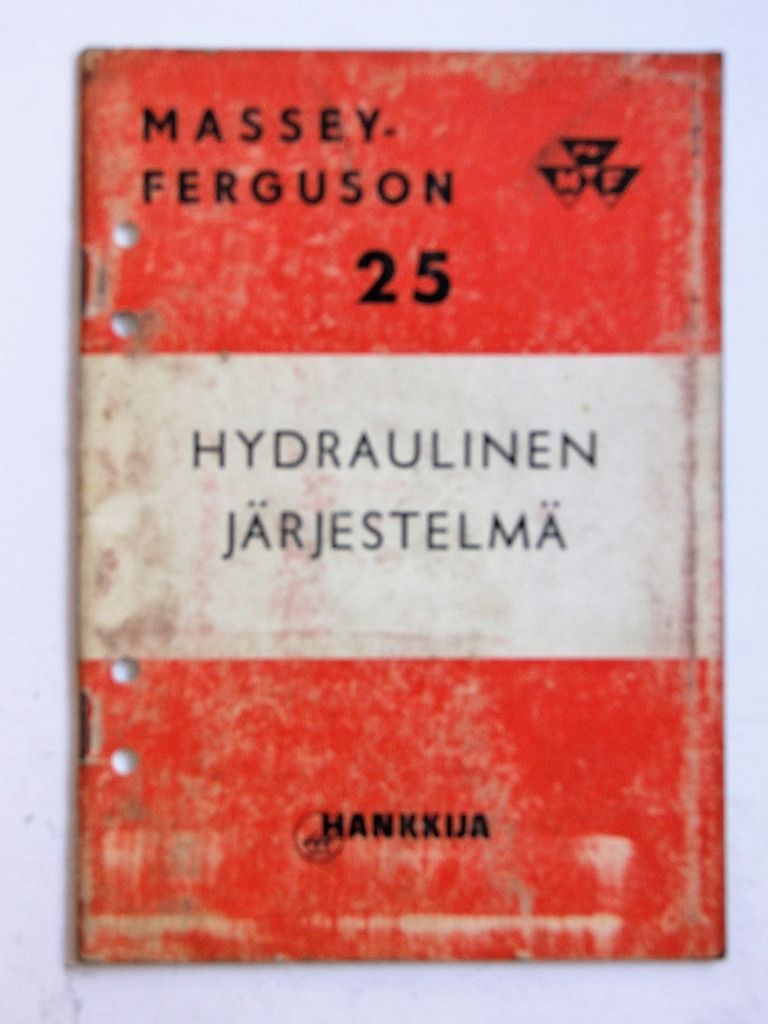 MASSEY-
FERGUSON
25
HYDRAULINEN
JÄRJESTELMÄ
HANKKIJA